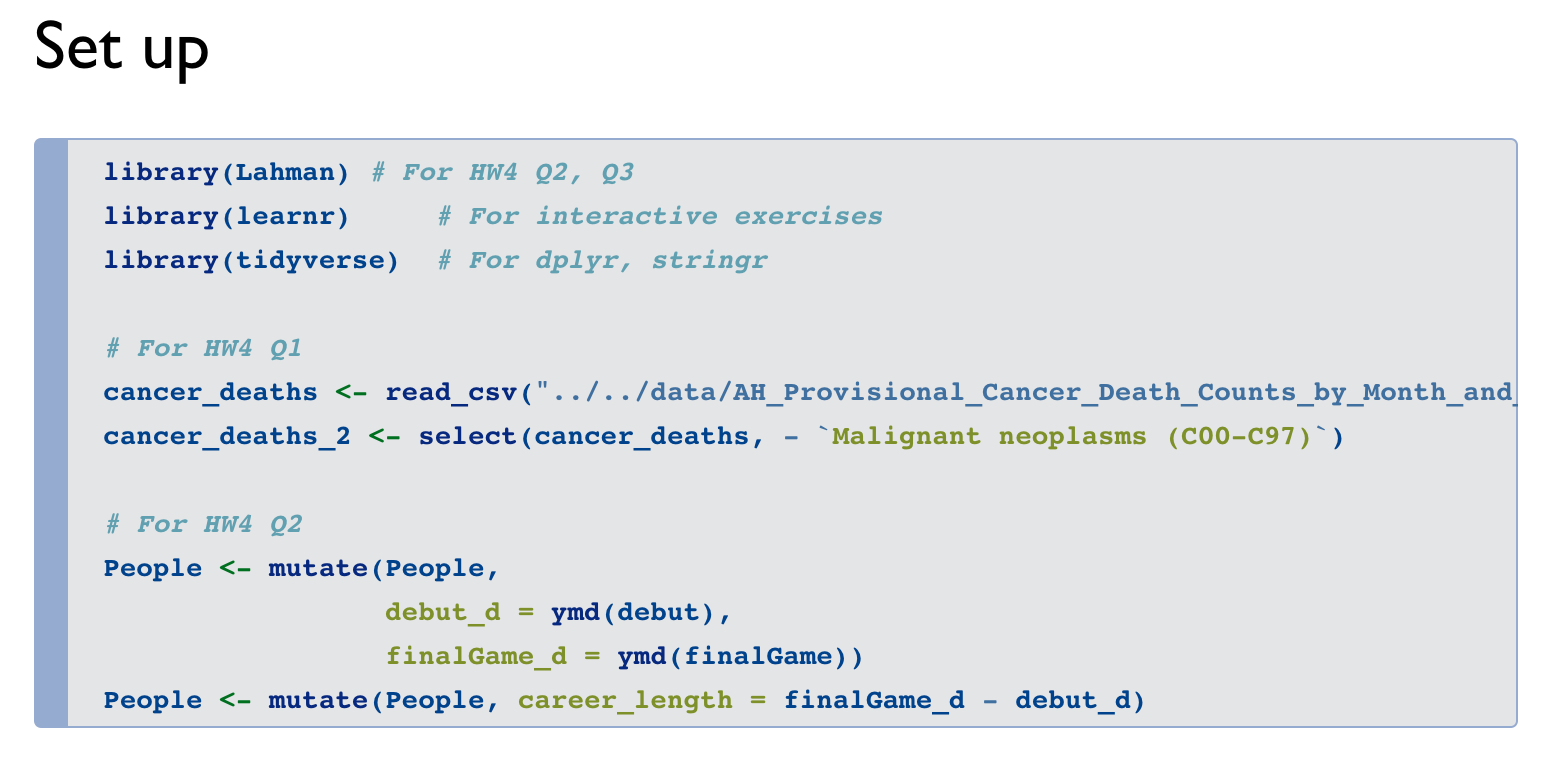 Set up
library(Lahman) # For HW4 Q2, Q3
library(learnr)     # For interactive exercises
library(tidyverse)  # For dplyr, stringr
# For HW4 Q1
cancer_deaths <- read_csv("../../data/AH_Provisional_Cancer_Death_Counts_by_Month_and_
cancer_deaths_2 <- select(cancer_deaths, - `Malignant neoplasms (C00-C97)`)
# For HW4 Q2
People <- mutate(People,
                 debut_d = ymd(debut),
                 finalGame_d = ymd(finalGame))
People <- mutate(People, career_length = finalGame_d - debut_d)